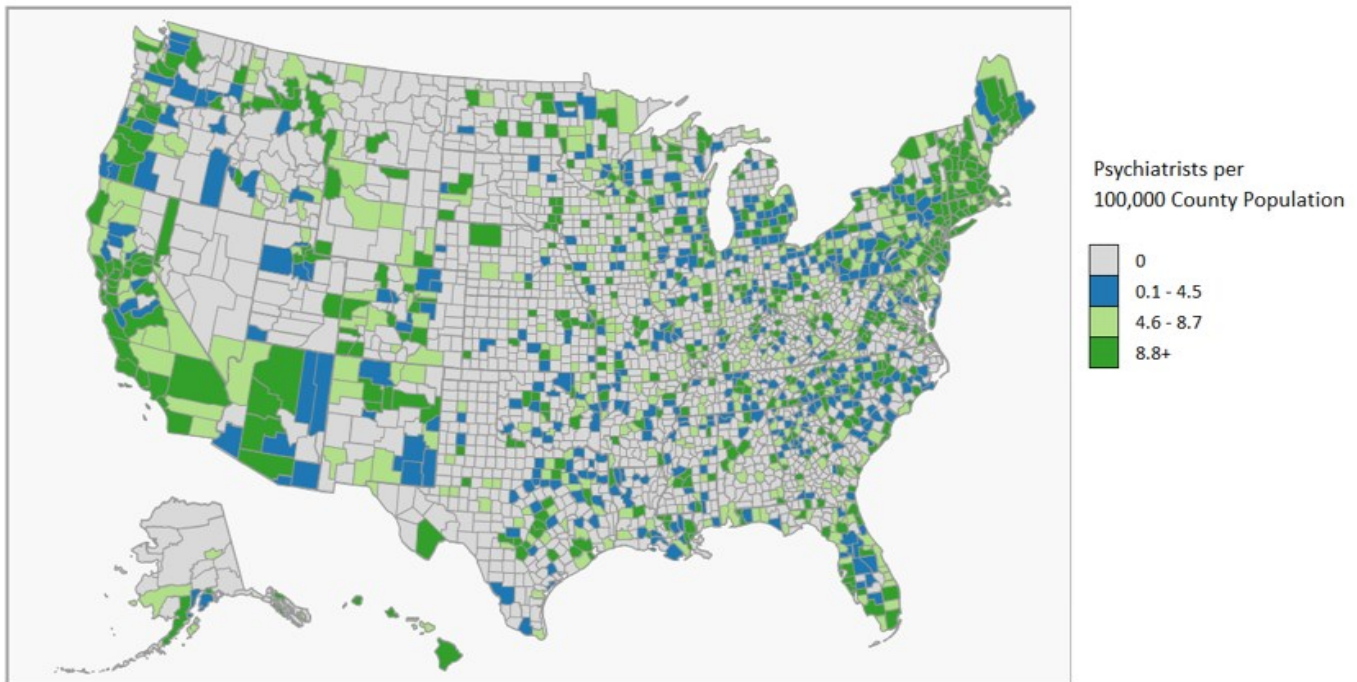 Psychiatrists per
100,000 County Population
0
0.1 - 4.5
4.6 - 8.7
8.8+